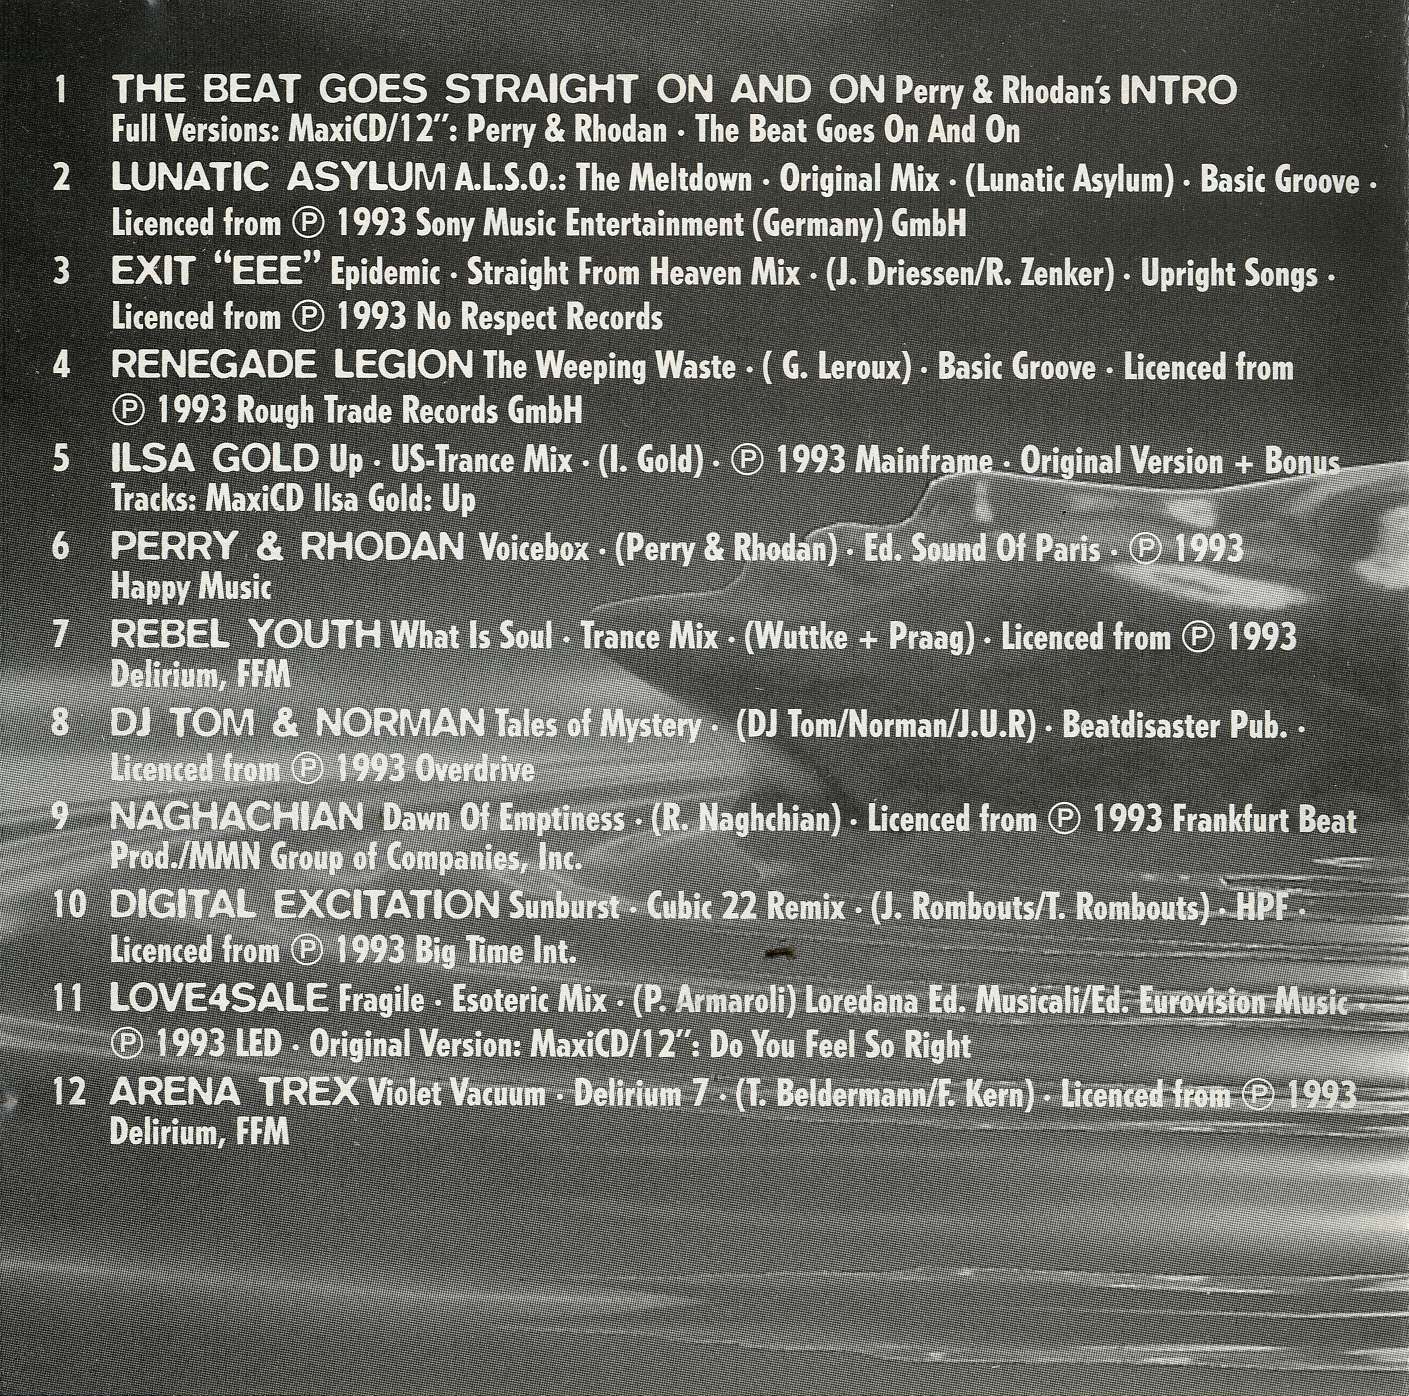 1 THE BEAT GOES STRAIGHT ON AND ON Perry & Rhodan's INTRO
Full Versions: MaxiCD/12": Perry & Rhodan · The Beat Goes On And On
2 LUNATIC ASYLUM A.L.S.O.: The Meltdown · Original Mix · (Lunatic Asylum) · Basic Groove ·
Licenced from ℗ 1993 Sony Music Entertainment (Germany) GmbH
3 EXIT “EEE” Epidemic · Straight From Heaven Mix · (J. Driessen/R. Zenker) · Upright Songs ·
Licenced from ℗ 1993 No Respect Records
4 RENEGADE LEGION The Weeping Waste · ( G. Leroux) · Basic Groove · Licenced from
℗ 1993 Rough Trade Records GmbH
5 ILSA GOLD Up · US-Trance Mix · (I. Gold) · ℗ 1993 Mainframe · Original Version + Bonus
Tracks: MaxiCD Ilsa Gold: Up
6 PERRY & RHODAN Voicebox · (Perry & Rhodan) · Ed. Sound Of Paris · ℗ 1993
Happy Music
7 REBEL YOUTH What Is Soul · Trance Mix · (Wuttke + Praag) · Licenced from ℗ 1993
Delirium, FFM
8 DJ TOM & NORMAN Tales of Mystery · (DJ Tom/Norman/J.U.R) · Beatdisaster Pub. ·
Licenced from ℗ 1993 Overdrive
9 NAGHACHIAN Dawn Of Emptiness · (R. Naghchian) · Licenced from ℗ 1993 Frankfurt Beat
Prod./MMN Group of Companies, Inc.
10 DIGITAL EXCITATION Sunburst · Cubic 22 Remix · (J. Rombouts/T. Rombouts) · HPF ·
Licenced from ℗ 1993 Big Time Int.
11 LOVE4SALE Fragile · Esoteric Mix · (P. Armaroli) Loredana Ed. Musicali/Ed. Eurovision Music ·
℗ 1993 LED · Original Version: MaxiCD/12": Do You Feel So Right
12 ARENA TREX Violet Vacuum · Delirium 7 · (T. Beldermann/F. Kern) · Licenced from ℗ 1993
Delirium, FFM